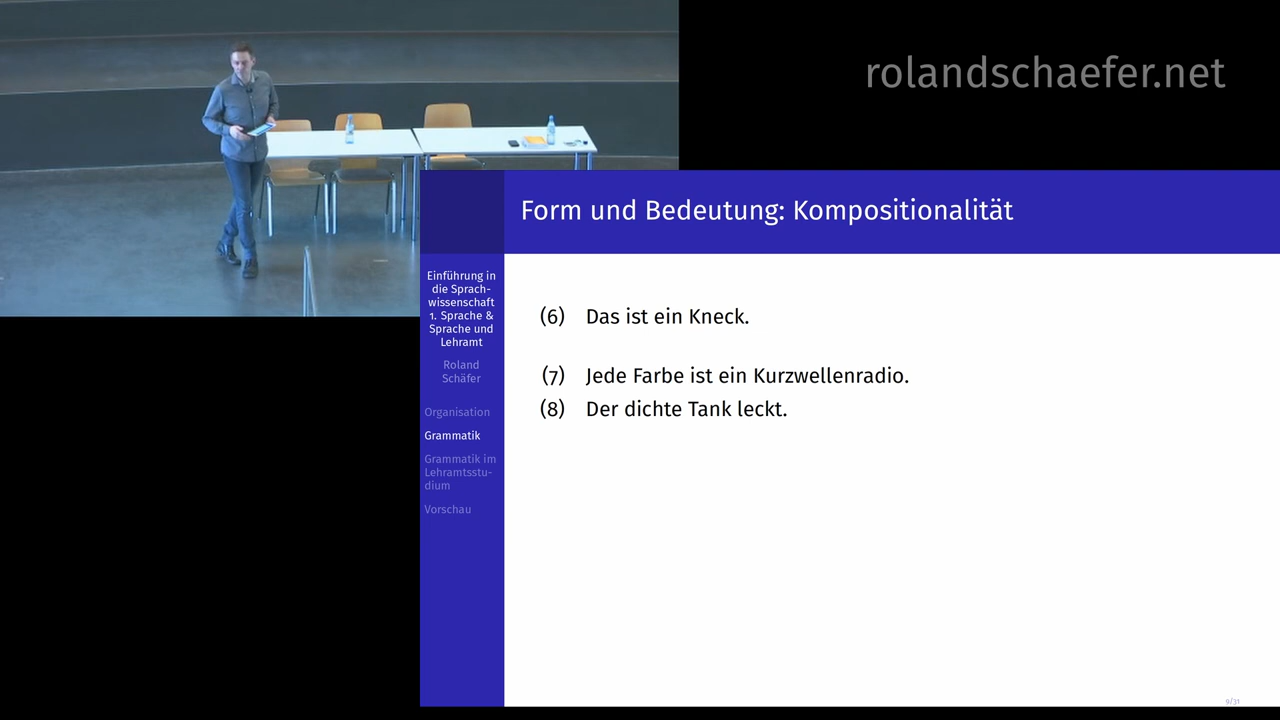 rolandschaefer.net
Form und Bedeutung: Kompositionalität
Einführung in
die Sprach-
wissenschaft
1. Sprache &
Sprache und
Lehramt
Roland
Schäfer
Organisation
Grammatik
Grammatik im
Lehramtsstu-
dium
Vorschau
(6) Das ist ein Kneck.
(7) Jede Farbe ist ein Kurzwellenradio.
(8) Der dichte Tank leckt.
9/31